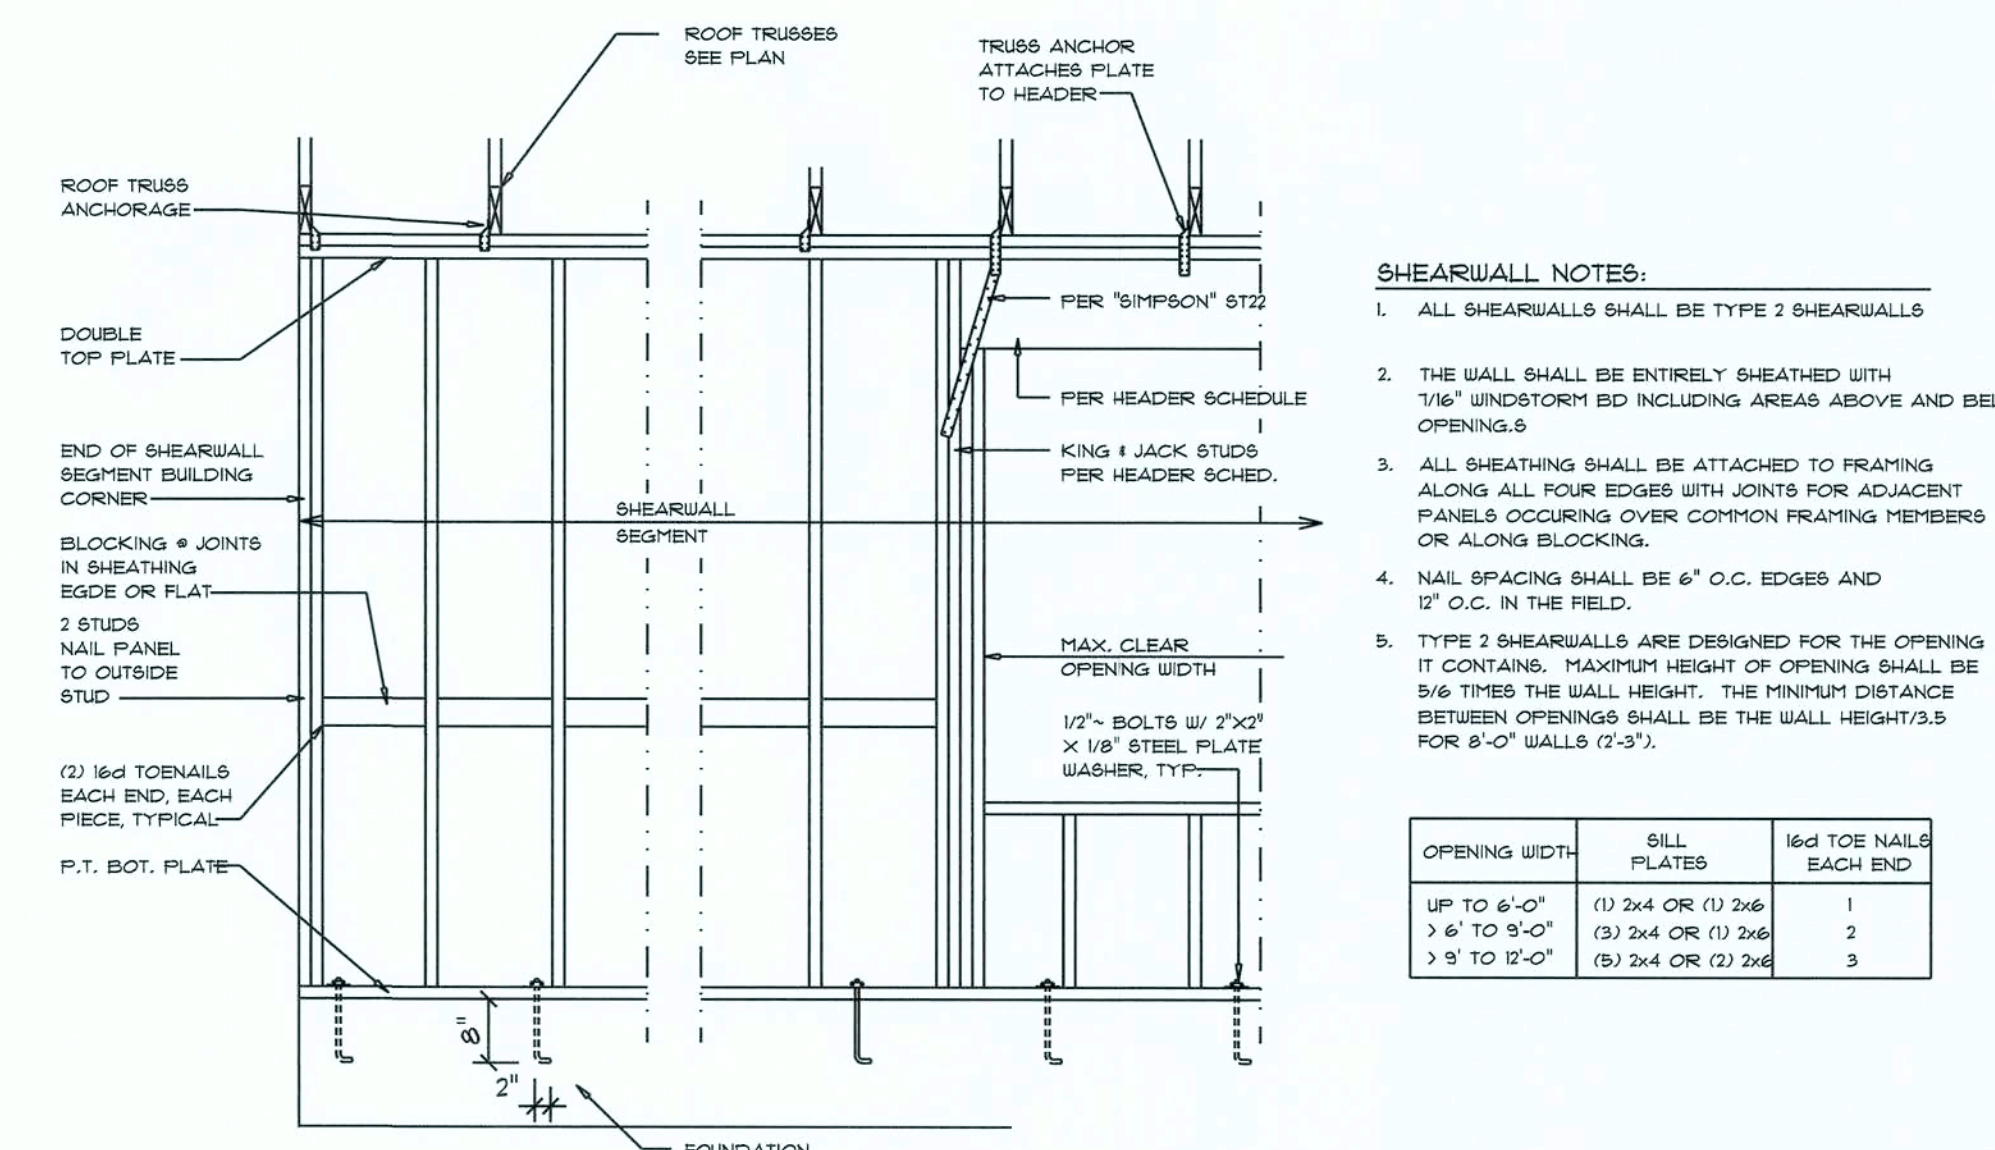 ROOF TRUSSES
SEE PLAN
TRUSS ANCHOR
ATTACHES PLATE
TO HEADER
ROOF TRUSS
ANCHORAGE
DOUBLE
TOP PLATE
END OF SHEARWALL
SEGMENT BUILDING
CORNER
BLOCKING @ JOINTS
IN SHEATHING
EGDE OR FLAT
2 STUDS
NAIL PANEL
TO OUTSIDE
STUD
(2) 16d TOENAILS
EACH END, EACH
PIECE, TYPICAL
P.T. BOT. PLATE
SHEARWALL
SEGMENT
PER "SIMPSON" ST22
PER HEADER SCHEDULE
KING & JACK STUDS
PER HEADER SCHED.
MAX. CLEAR
OPENING WIDTH
1/2"~ BOLTS W/ 2"X2"
X 1/8" STEEL PLATE
WASHER, TYP.
8"
2"
FOUNDATION
SHEARWALL NOTES:
1. ALL SHEARWALLS SHALL BE TYPE 2 SHEARWALLS
2. THE WALL SHALL BE ENTIRELY SHEATHED WITH
7/16" WINDSTORM BD INCLUDING AREAS ABOVE AND BEL
OPENING.S
3. ALL SHEATHING SHALL BE ATTACHED TO FRAMING
ALONG ALL FOUR EDGES WITH JOINTS FOR ADJACENT
PANELS OCCURING OVER COMMON FRAMING MEMBERS
OR ALONG BLOCKING.
4. NAIL SPACING SHALL BE 6" O.C. EDGES AND
12" O.C. IN THE FIELD.
5. TYPE 2 SHEARWALLS ARE DESIGNED FOR THE OPENING
IT CONTAINS. MAXIMUM HEIGHT OF OPENING SHALL BE
5/6 TIMES THE WALL HEIGHT. THE MINIMUM DISTANCE
BETWEEN OPENINGS SHALL BE THE WALL HEIGHT/3.5
FOR 8'-0" WALLS (2'-3").
OPENING WIDTH SILL PLATES 16d TOE NAILS EACH END
UP TO 6'-0" (1) 2x4 OR (1) 2x6 1
> 6' TO 9'-0" (3) 2x4 OR (1) 2x6 2
> 9' TO 12'-0" (5) 2x4 OR (2) 2x6 3